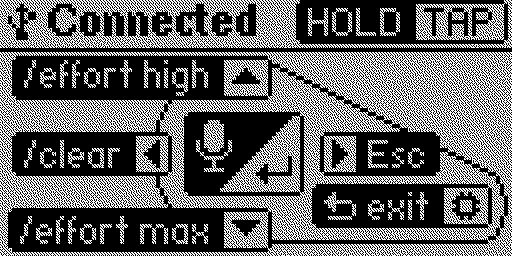 Connected HOLD TAP
/effort high
/clear Esc
exit
/effort max